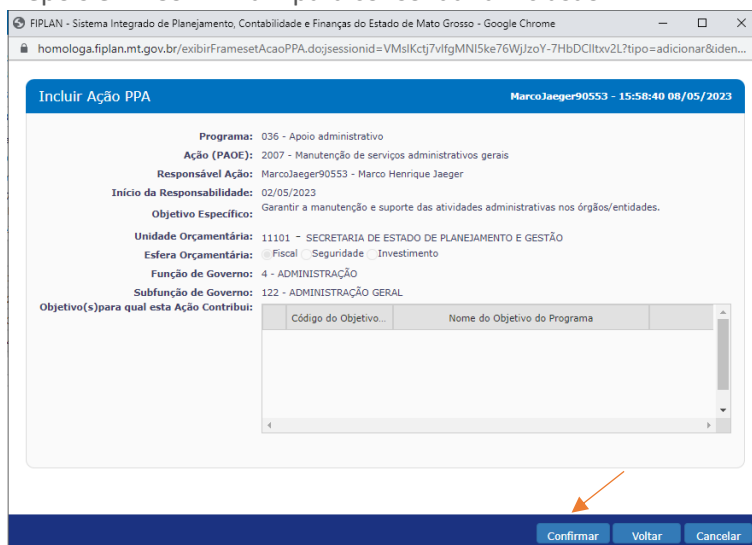 FIPLAN - Sistema Integrado de Planejamento, Contabilidade e Finanças do Estado de Mato Grosso - Google Chrome
homologa.fiplan.mt.gov.br/exibirFramesetAcaoPPA.do;jsessionid=VMslKctj7vlfgMNI5ke76WjJzoY-7HbDClltxv2L?tipo=adicionar&iden...
Incluir Ação PPA MarcoJaeger90553 - 15:58:40 08/05/2023
Programa: 036 - Apoio administrativo
Ação (PAOE): 2007 - Manutenção de serviços administrativos gerais
Responsável Ação: MarcoJaeger90553 - Marco Henrique Jaeger
Início da Responsabilidade: 02/05/2023
Objetivo Específico: Garantir a manutenção e suporte das atividades administrativas nos órgãos/entidades.
Unidade Orçamentária: 11101 - SECRETARIA DE ESTADO DE PLANEJAMENTO E GESTÃO
Esfera Orçamentária: Fiscal Seguridade Investimento
Função de Governo: 4 - ADMINISTRAÇÃO
Subfunção de Governo: 122 - ADMINISTRAÇÃO GERAL
Objetivo(s)para qual esta Ação Contribui:
Código do Objetivo... Nome do Objetivo do Programa
Confirmar Voltar Cancelar